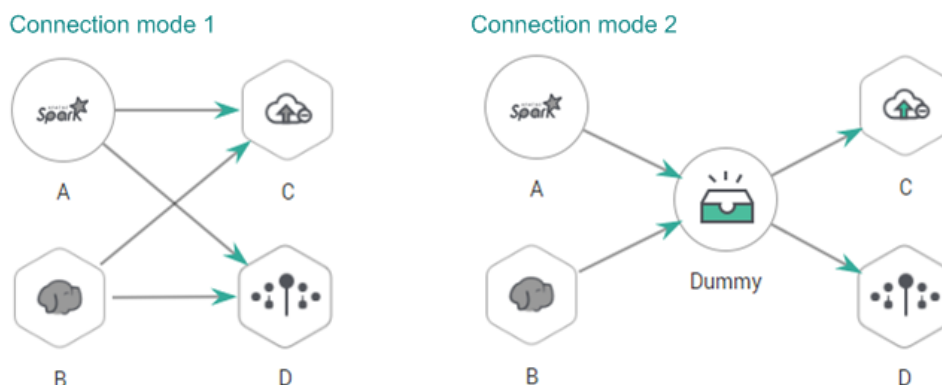 Connection mode 1
Connection mode 2
Spark
A
C
B
D
Spark
A
Dummy
C
B
D